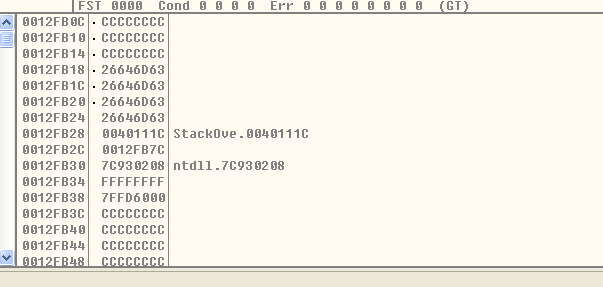 FST 0000 Cond 0 0 0 0 Err 0 0 0 0 0 0 0 0 (GT)
0012FB0C CCCCCCCC
0012FB10 CCCCCCCC
0012FB14 CCCCCCCC
0012FB18 26646D63
0012FB1C 26646D63
0012FB20 26646D63
0012FB24 26646D63
0012FB28 0040111C StackOve.0040111C
0012FB2C 0012FB7C
0012FB30 7C930208 ntdll.7C930208
0012FB34 FFFFFFFF
0012FB38 7FFD6000
0012FB3C CCCCCCCC
0012FB40 CCCCCCCC
0012FB44 CCCCCCCC
0012FB48 CCCCCCCC